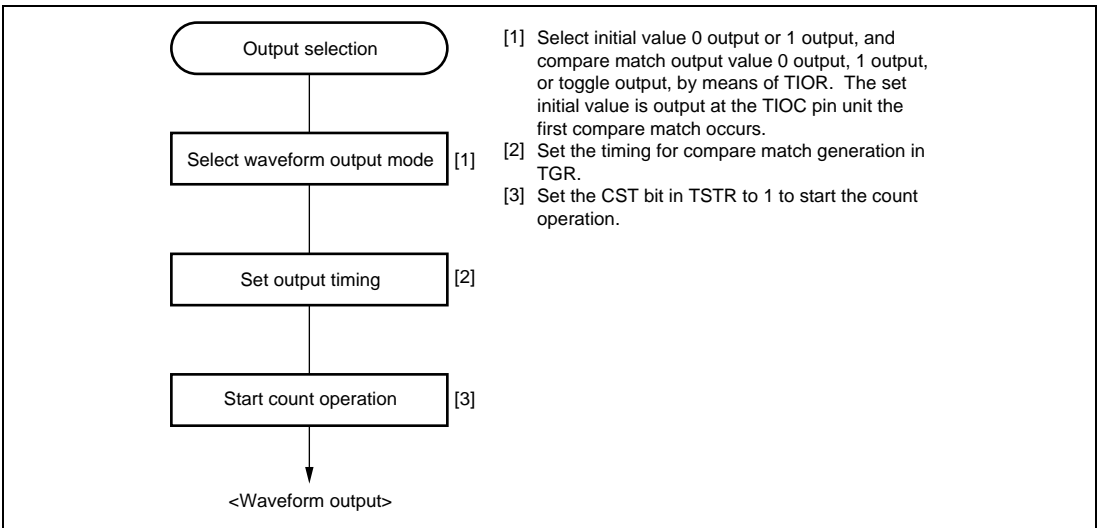 Output selection
Select waveform output mode
[1]
Set output timing
[2]
Start count operation
[3]
<Waveform output>
[1] Select initial value 0 output or 1 output, and
compare match output value 0 output, 1 output,
or toggle output, by means of TIOR. The set
initial value is output at the TIOC pin unit the
first compare match occurs.
[2] Set the timing for compare match generation in
TGR.
[3] Set the CST bit in TSTR to 1 to start the count
operation.